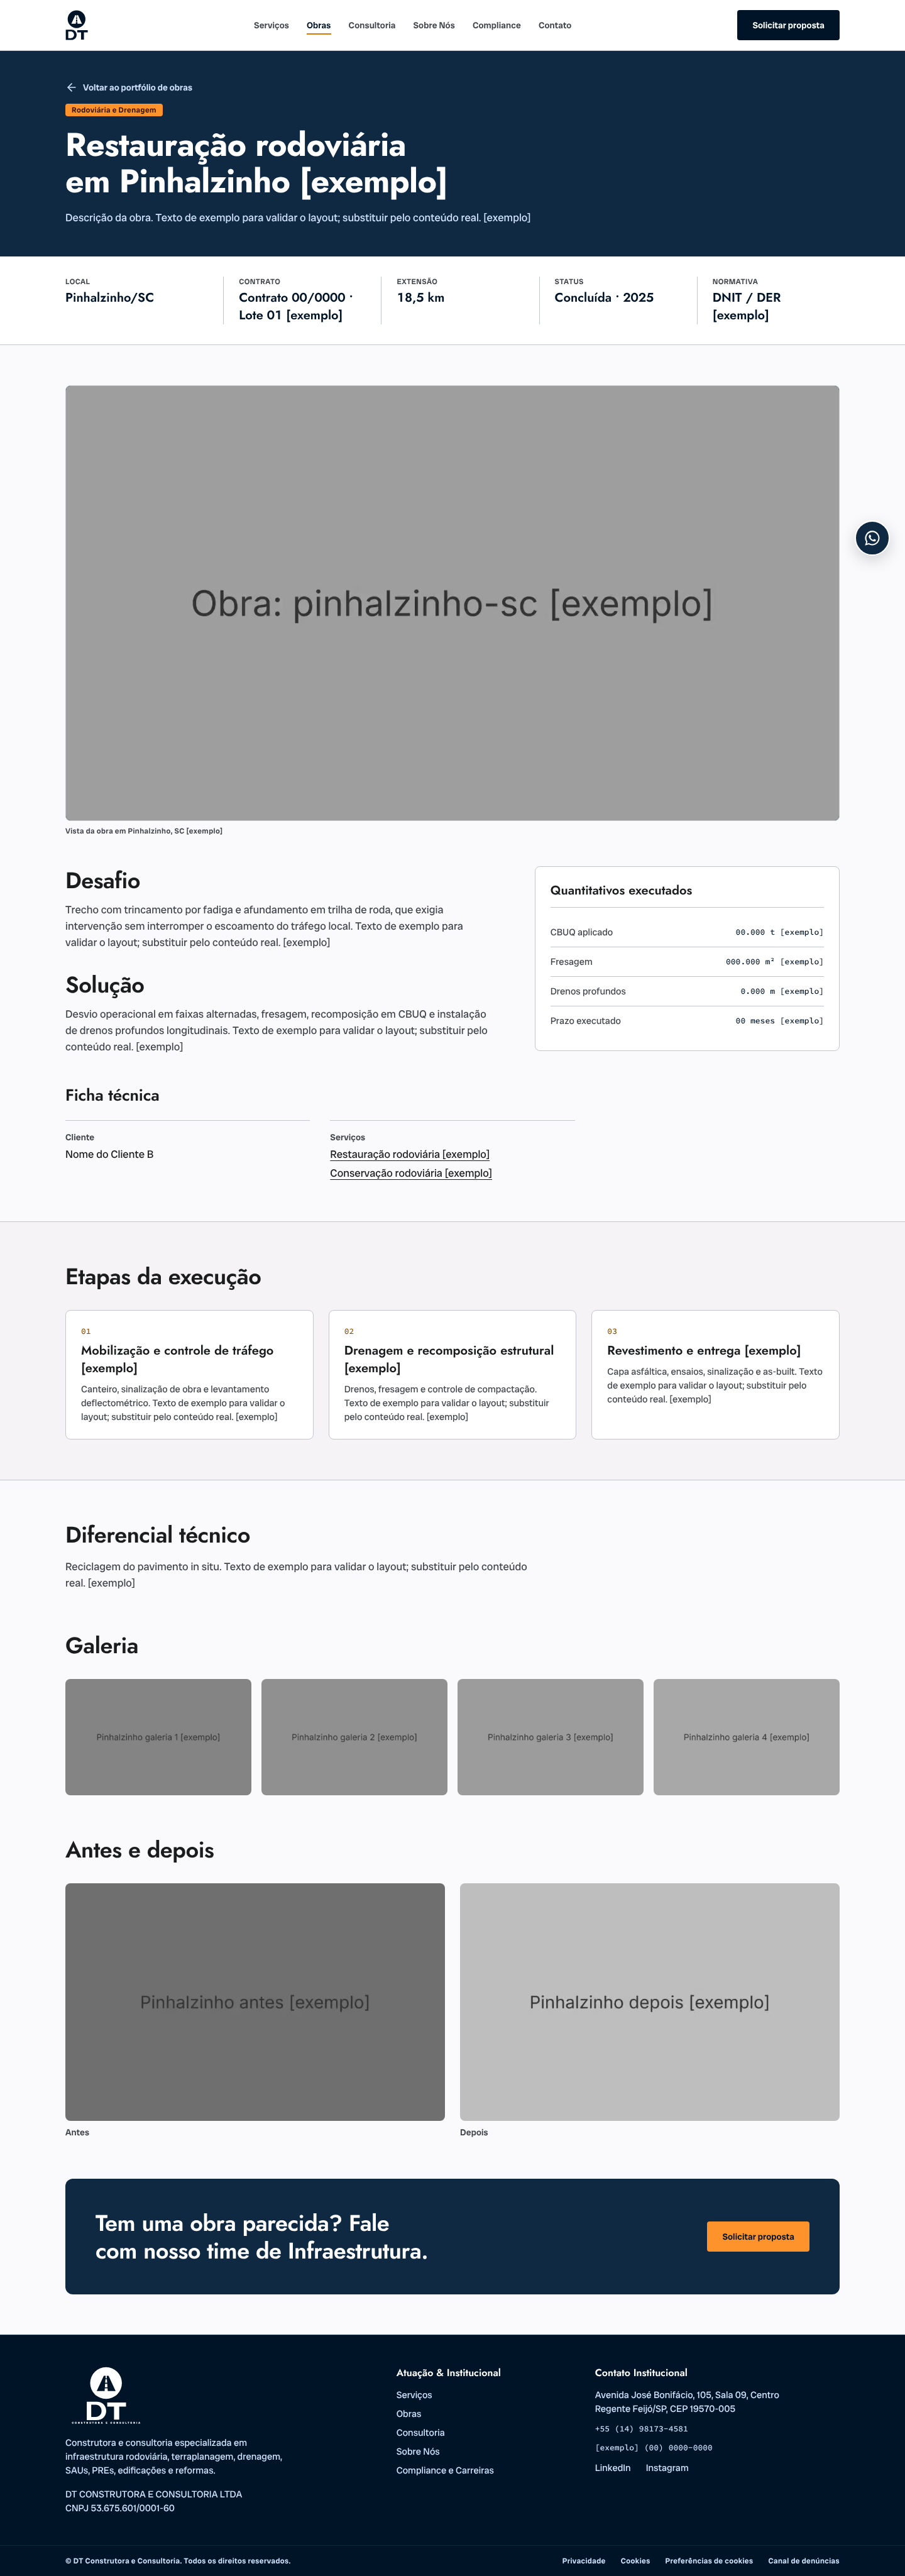 DT
Serviços
Obras
Consultoria
Sobre Nós
Compliance
Contato
Solicitar proposta
Voltar ao portfólio de obras
Rodoviária e Drenagem
Restauração rodoviária
em Pinhalzinho [exemplo]
Descrição da obra. Texto de exemplo para validar o layout; substituir pelo conteúdo real. [exemplo]
LOCAL
Pinhalzinho/SC
CONTRATO
Contrato 00/0000 ·
Lote 01 [exemplo]
EXTENSÃO
18,5 km
STATUS
Concluída · 2025
NORMATIVA
DNIT / DER
[exemplo]
Obra: pinhalzinho-sc [exemplo]
Vista da obra em Pinhalzinho, SC [exemplo]
Desafio
Trecho com trincamento por fadiga e afundamento em trilha de roda, que exigia
intervenção sem interromper o escoamento do tráfego local. Texto de exemplo para
validar o layout; substituir pelo conteúdo real. [exemplo]
Solução
Desvio operacional em faixas alternadas, fresagem, recomposição em CBUQ e instalação
de drenos profundos longitudinais. Texto de exemplo para validar o layout; substituir pelo
conteúdo real. [exemplo]
Quantitativos executados
CBUQ aplicado 00.000 t [exemplo]
Fresagem 000.000 m² [exemplo]
Drenos profundos 0.000 m [exemplo]
Prazo executado 00 meses [exemplo]
Ficha técnica
Cliente
Nome do Cliente B
Serviços
Restauração rodoviária [exemplo]
Conservação rodoviária [exemplo]
Etapas da execução
01
Mobilização e controle de tráfego
[exemplo]
Canteiro, sinalização de obra e levantamento
deflectométrico. Texto de exemplo para validar o
layout; substituir pelo conteúdo real. [exemplo]
02
Drenagem e recomposição estrutural
[exemplo]
Drenos, fresagem e controle de compactação.
Texto de exemplo para validar o layout; substituir
pelo conteúdo real. [exemplo]
03
Revestimento e entrega [exemplo]
Capa asfáltica, ensaios, sinalização e as-built. Texto
de exemplo para validar o layout; substituir pelo
conteúdo real. [exemplo]
Diferencial técnico
Reciclagem do pavimento in situ. Texto de exemplo para validar o layout; substituir pelo conteúdo
real. [exemplo]
Galeria
Pinhalzinho galeria 1 [exemplo]
Pinhalzinho galeria 2 [exemplo]
Pinhalzinho galeria 3 [exemplo]
Pinhalzinho galeria 4 [exemplo]
Antes e depois
Pinhalzinho antes [exemplo]
Pinhalzinho depois [exemplo]
Antes
Depois
Tem uma obra parecida? Fale
com nosso time de Infraestrutura.
Solicitar proposta
DT
CONSTRUTORA E CONSULTORIA
Construtora e consultoria especializada em
infraestrutura rodoviária, terraplanagem, drenagem,
SAUs, PREs, edificações e reformas.
DT CONSTRUTORA E CONSULTORIA LTDA
CNPJ 53.675.601/0001-60
Atuação & Institucional
Serviços
Obras
Consultoria
Sobre Nós
Compliance e Carreiras
Contato Institucional
Avenida José Bonifácio, 105, Sala 09, Centro
Regente Feijó/SP, CEP 19570-005
+55 (14) 98173-4581
[exemplo] (00) 0000-0000
LinkedIn
Instagram
© DT Construtora e Consultoria. Todos os direitos reservados.
Privacidade
Cookies
Preferências de cookies
Canal de denúncias